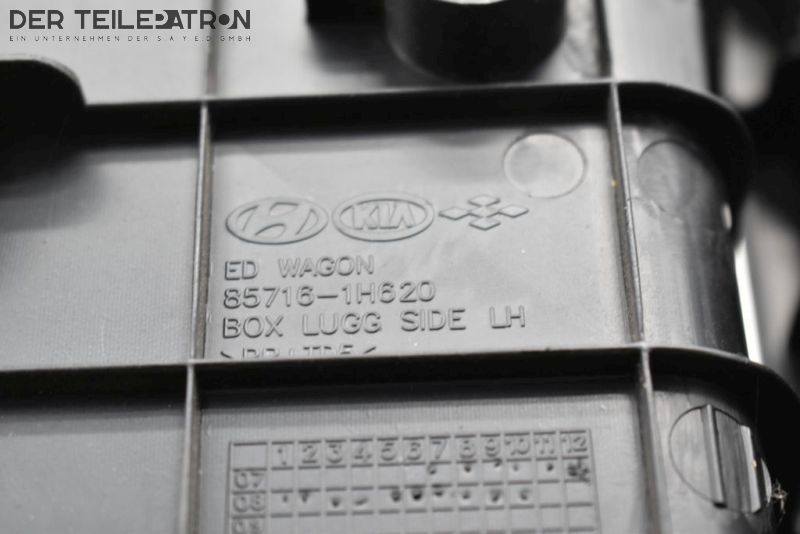 DER TEILEPATRON
EIN UNTERNEHMEN DER S A Y E.D GMBH
KIA
ED WAGON
85716-1H620
BOX LUGG SIDE LH
1 2 3 4 5 6 7 8 9 10 11 12
07
08